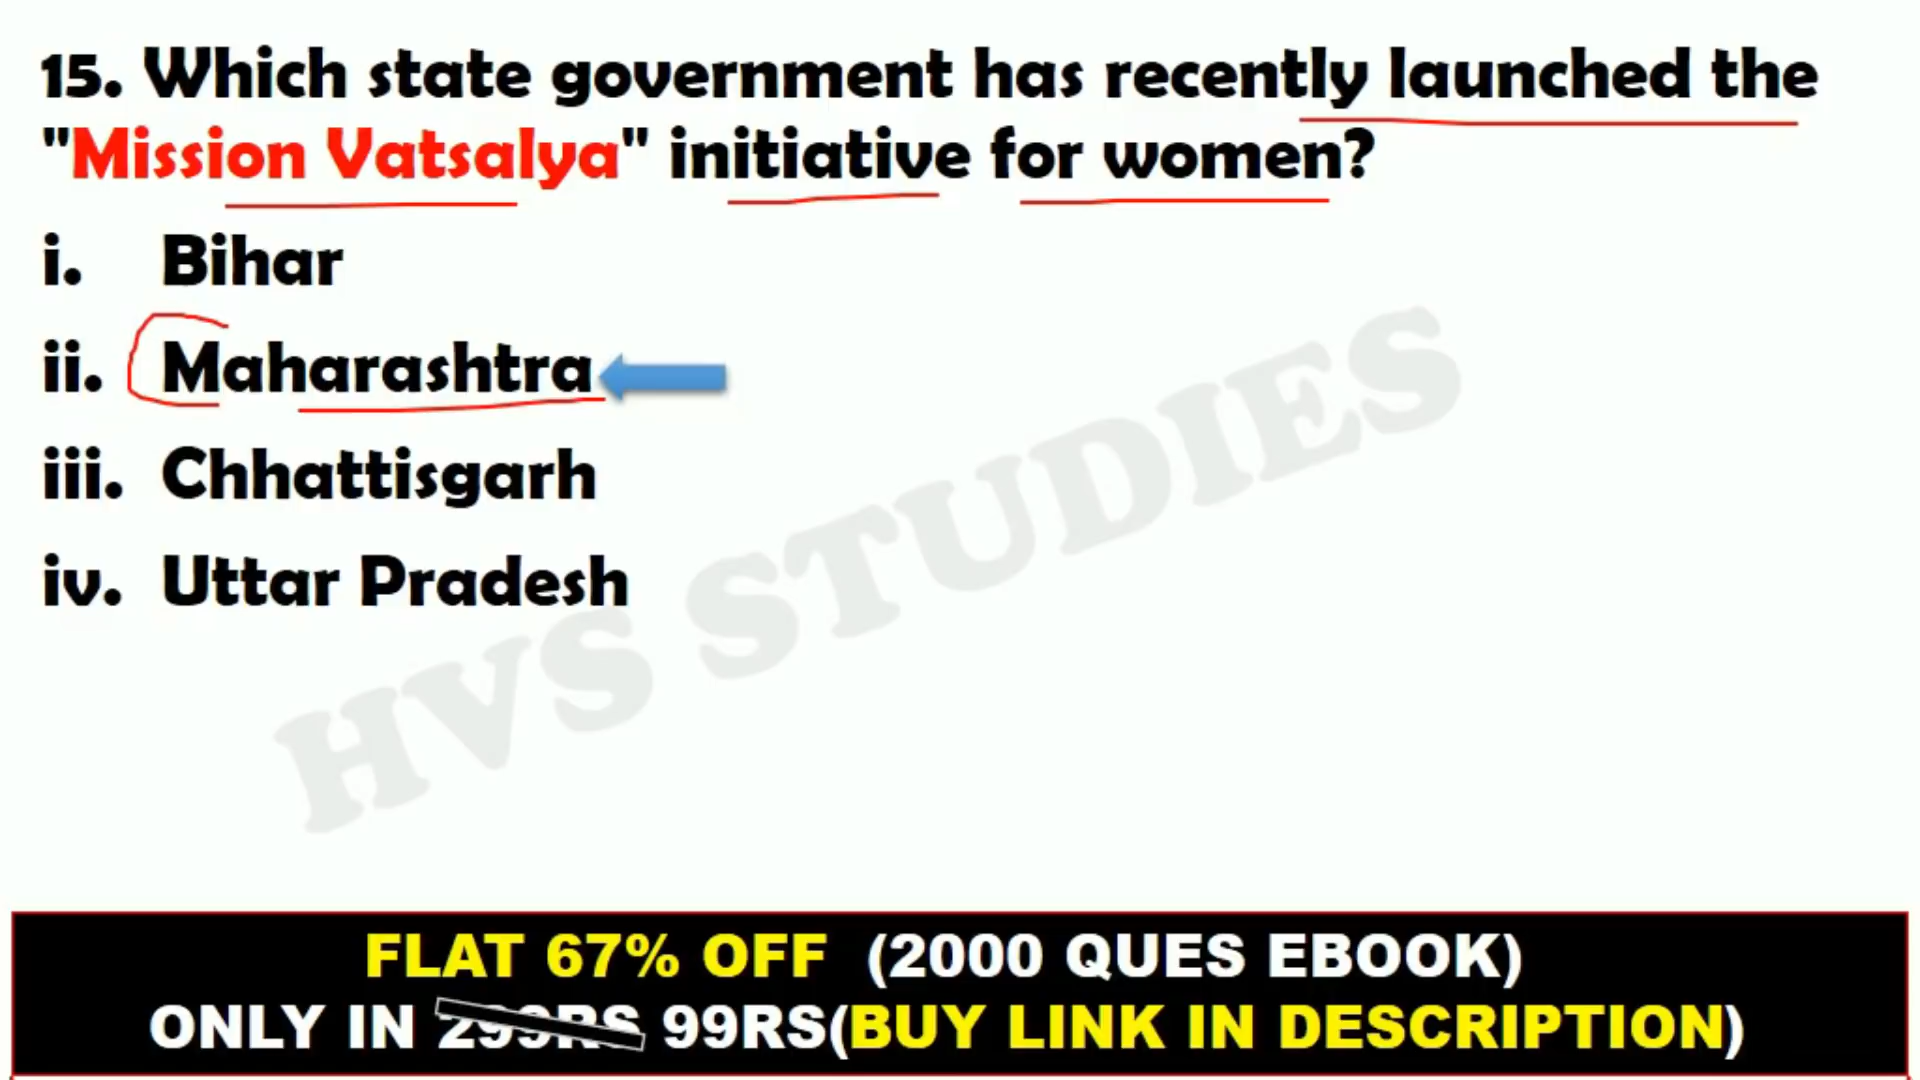 15. Which state government has recently launched the
"Mission Vatsalya" initiative for women?
i. Bihar
ii. Maharashtra
iii. Chhattisgarh
iv. Uttar Pradesh
HVS STUDIES
FLAT 67% OFF (2000 QUES EBOOK)
ONLY IN 299RS 99RS(BUY LINK IN DESCRIPTION)